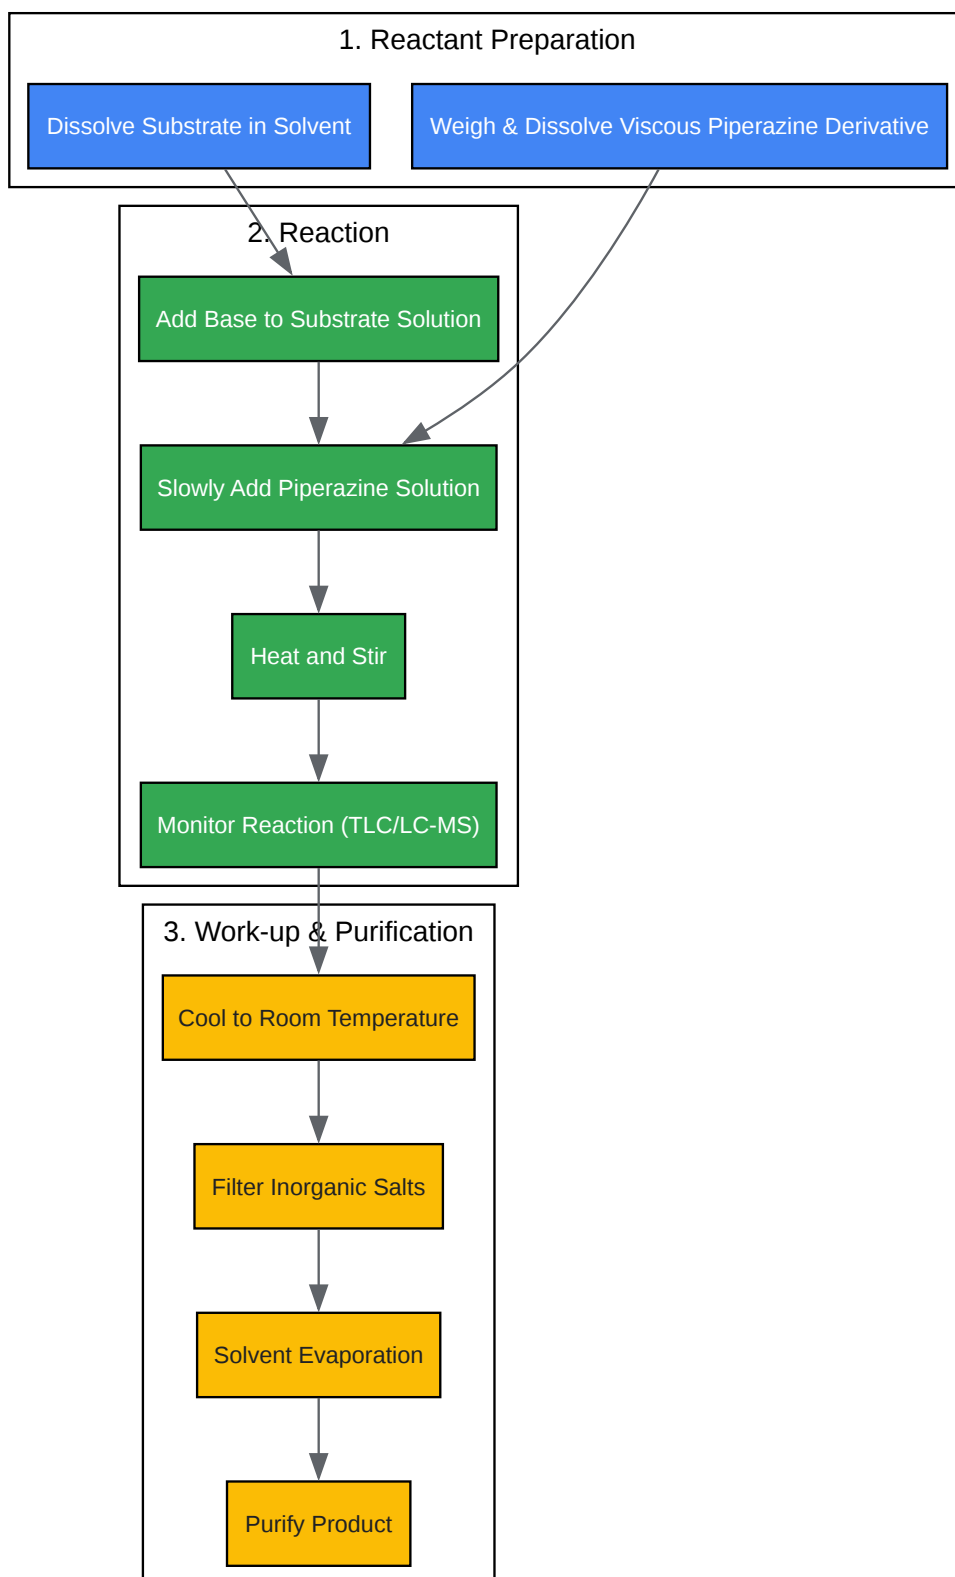 1. Reactant Preparation
Dissolve Substrate in Solvent
Weigh & Dissolve Viscous Piperazine Derivative
2. Reaction
Add Base to Substrate Solution
Slowly Add Piperazine Solution
Heat and Stir
Monitor Reaction (TLC/LC-MS)
3. Work-up & Purification
Cool to Room Temperature
Filter Inorganic Salts
Solvent Evaporation
Purify Product